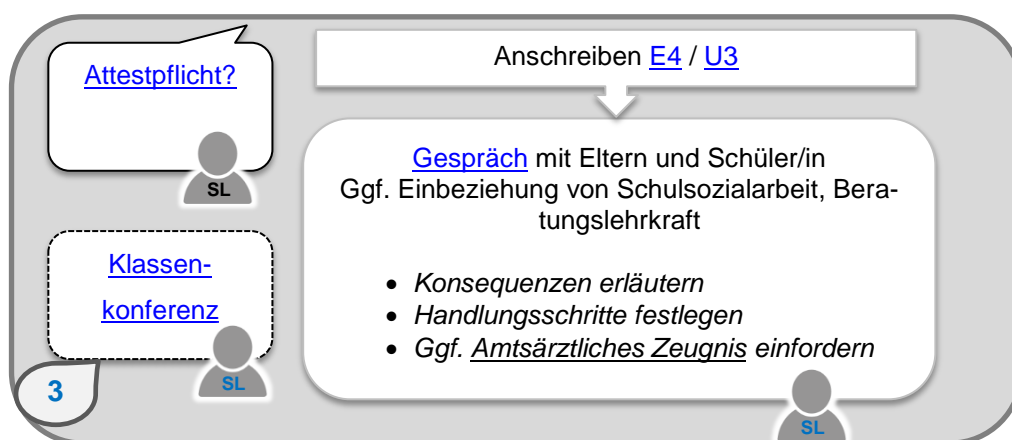 Attestpflicht?
SL
Anschreiben E4 / U3
Gespräch mit Eltern und Schüler/in
Ggf. Einbeziehung von Schulsozialarbeit, Bera-
tungslehrkraft
• Konsequenzen erläutern
• Handlungsschritte festlegen
• Ggf. Amtsärztliches Zeugnis einfordern
SL
Klassen-
konferenz
SL
3